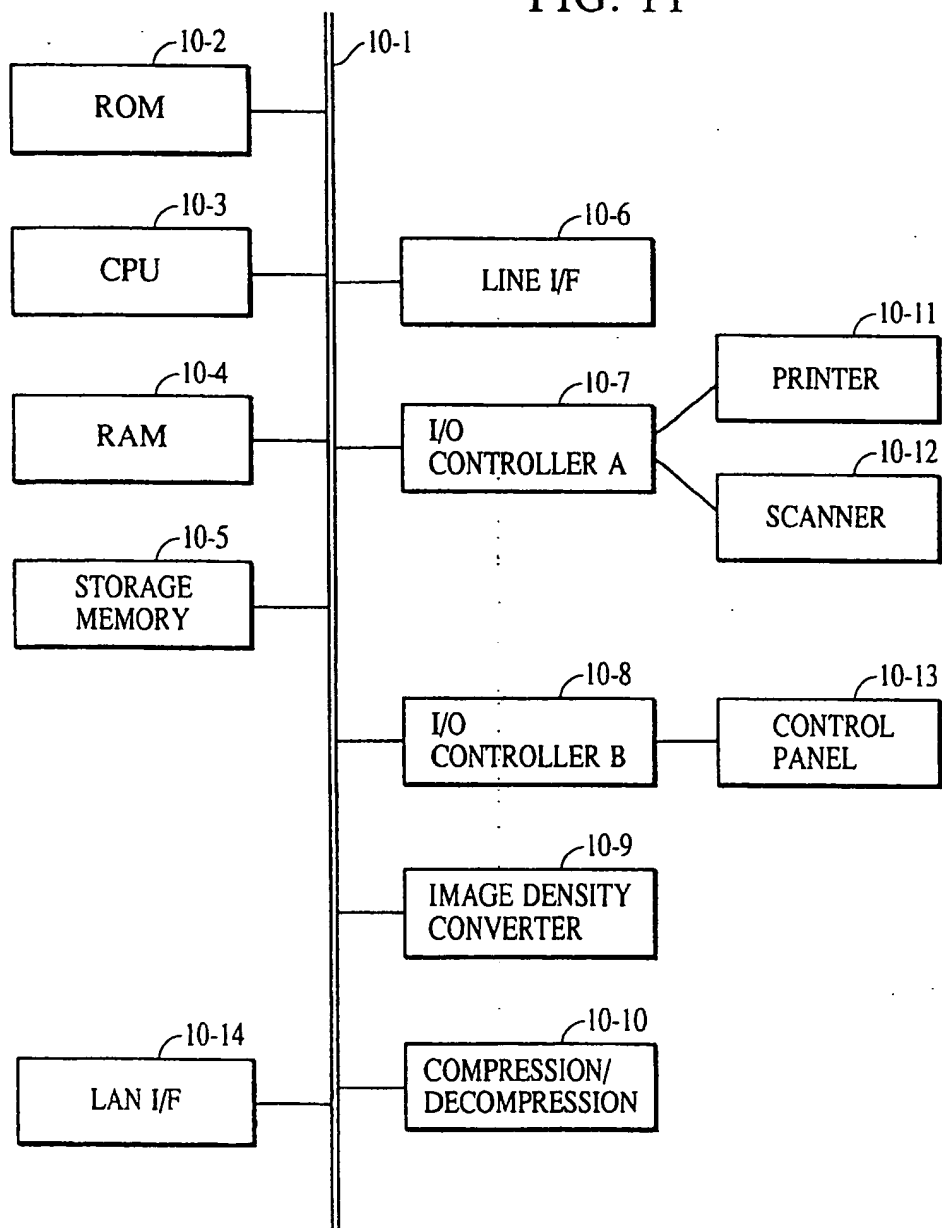 FIG. 11
10-1
10-2
ROM
10-3
CPU
10-4
RAM
10-5
STORAGE
MEMORY
10-14
LAN I/F
10-6
LINE I/F
10-7
I/O
CONTROLLER A
10-11
PRINTER
10-12
SCANNER
10-8
I/O
CONTROLLER B
10-13
CONTROL
PANEL
10-9
IMAGE DENSITY
CONVERTER
10-10
COMPRESSION/
DECOMPRESSION